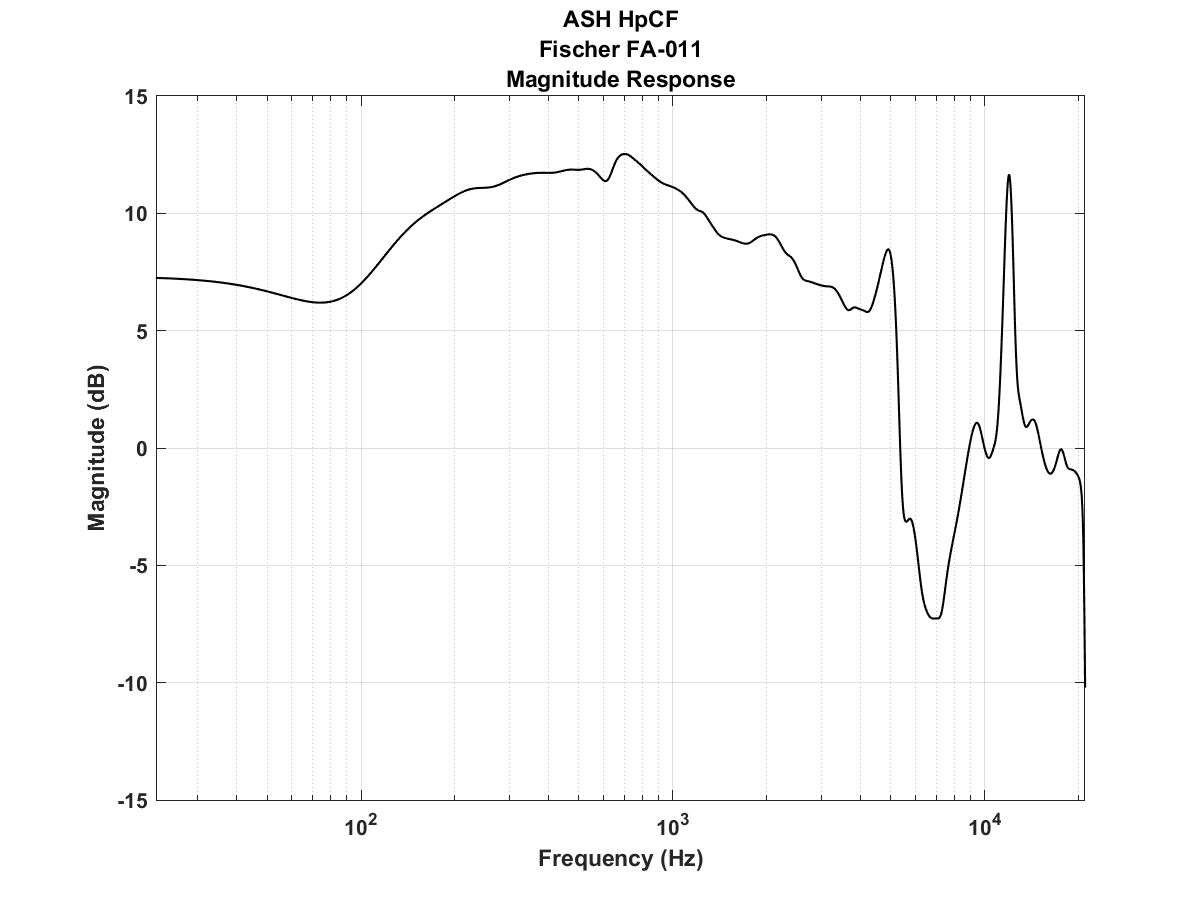 ASH HpCF
Fischer FA-011
Magnitude Response
15
10
5
0
-5
-10
-15
Magnitude (dB)
10² 10³ 10⁴
Frequency (Hz)